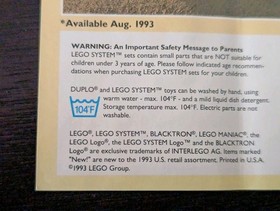 *Available Aug. 1993
WARNING: An Important Safety Message to Parents
LEGO SYSTEM™ sets contain small parts that are NOT suitable for
children under 3 years of age. Please follow indicated age recommen-
dations when purchasing LEGO SYSTEM sets for your children.
DUPLO® and LEGO SYSTEM™ toys can be washed by hand, using
warm water - max. 104°F - and a mild liquid dish detergent.
Storage temperature max. 104°F. Electric parts are not
washable.
104°F
LEGO®, LEGO SYSTEM™, BLACKTRON®, LEGO MANIAC®, the
LEGO Logo®, the LEGO SYSTEM Logo™ and the BLACKTRON
Logo® are exclusive trademarks of INTERLEGO AG. Items marked
"New!" are new to the 1993 U.S. retail assortment. Printed in U.S.A.
©1993 LEGO Group.